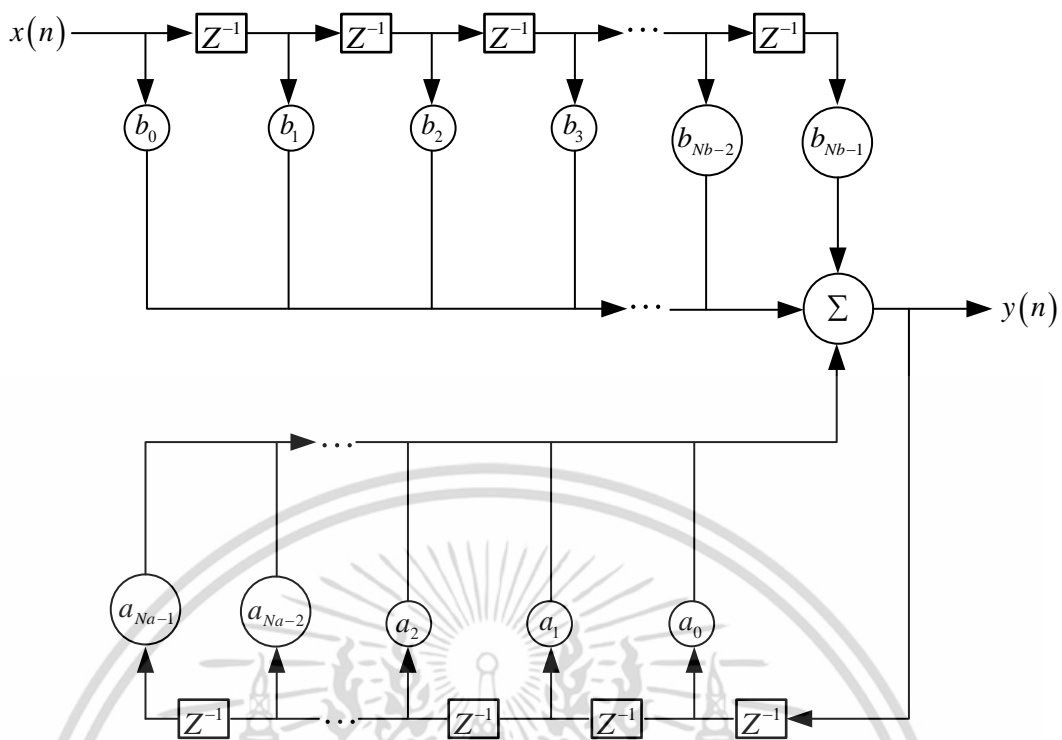 x(n) Z⁻¹ Z⁻¹ Z⁻¹ ⋯ Z⁻¹
b₀ b₁ b₂ b₃ b_{Nb−2} b_{Nb−1}
⋯ Σ y(n)
⋯
a_{Na−1} a_{Na−2} a₂ a₁ a₀
Z⁻¹ ⋯ Z⁻¹ Z⁻¹ Z⁻¹